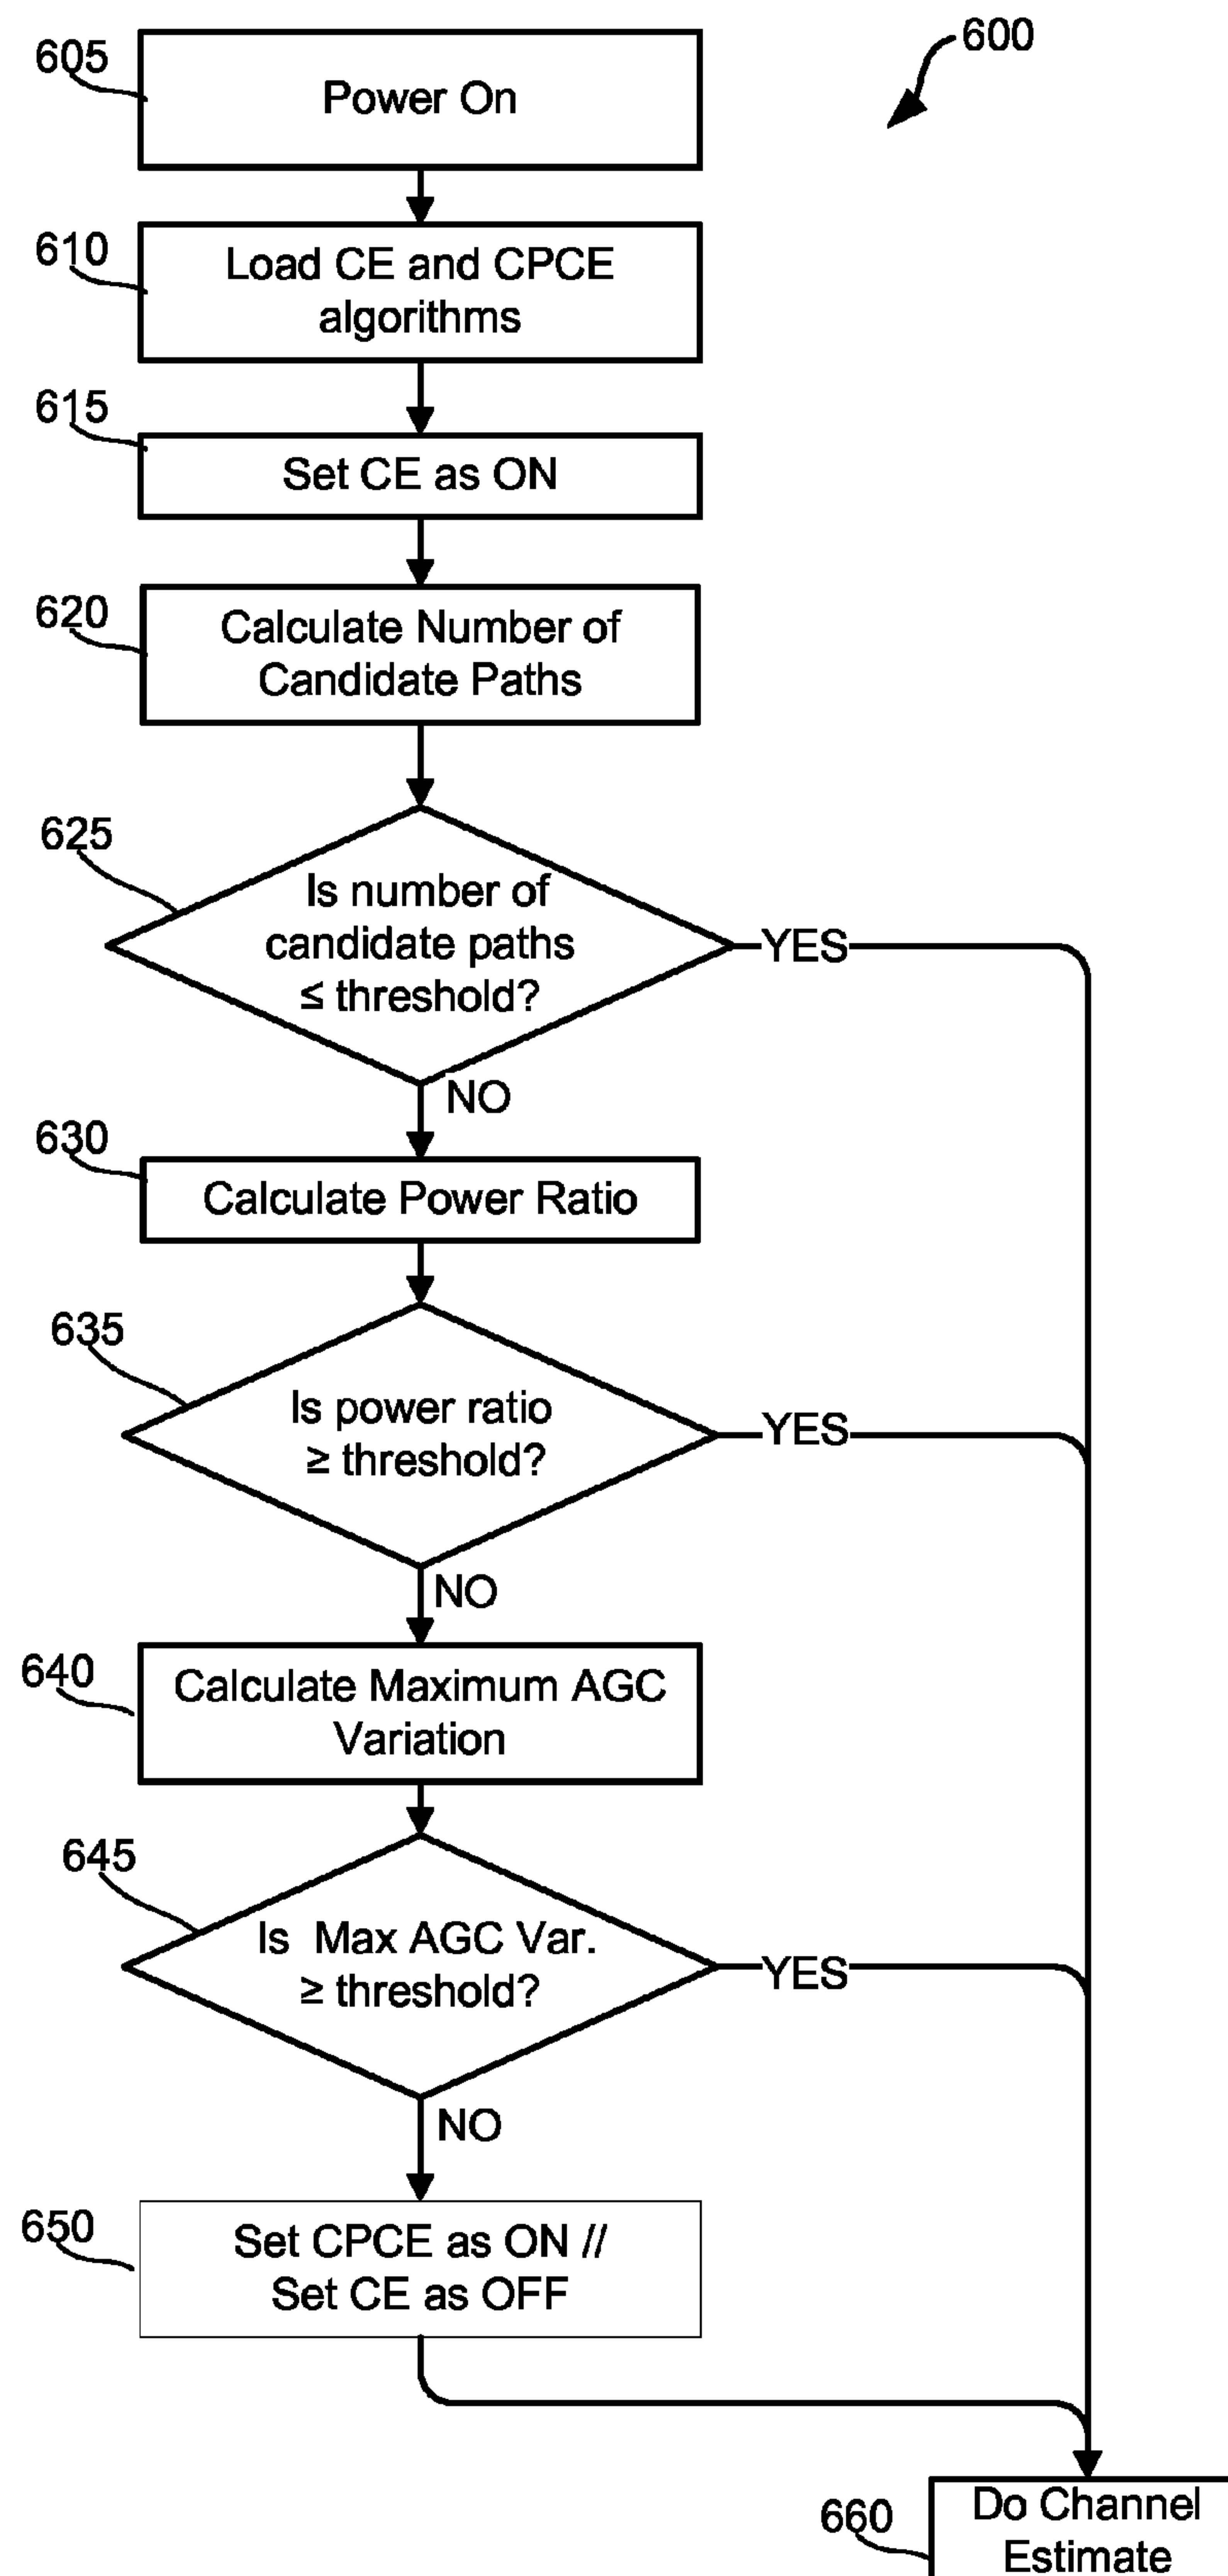 600
605
Power On
610
Load CE and CPCE
algorithms
615
Set CE as ON
620
Calculate Number of
Candidate Paths
625
Is number of
candidate paths
≤ threshold?
YES
NO
630
Calculate Power Ratio
635
Is power ratio
≥ threshold?
YES
NO
640
Calculate Maximum AGC
Variation
645
Is Max AGC Var.
≥ threshold?
YES
NO
650
Set CPCE as ON //
Set CE as OFF
660
Do Channel
Estimate